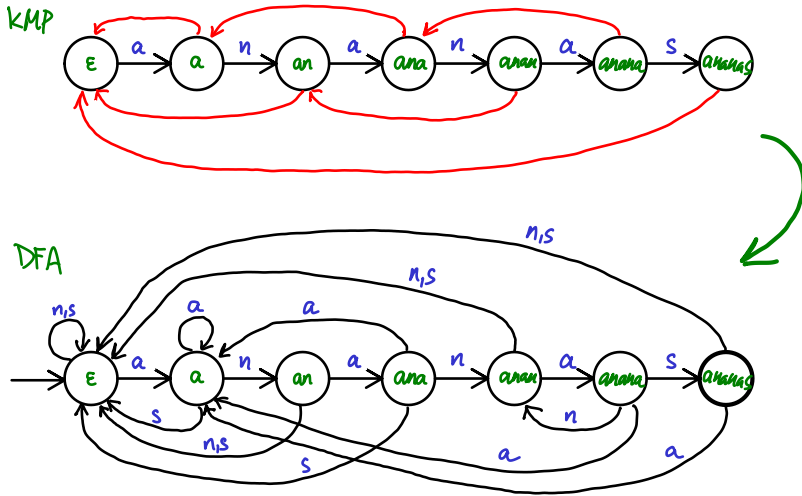 KMP
a n a n a s
ε a an ana anan anana ananas
DFA
n,s
n,s
n,s a a
a n a n a s
ε a an ana anan anana ananas
s n
n,s a a
s